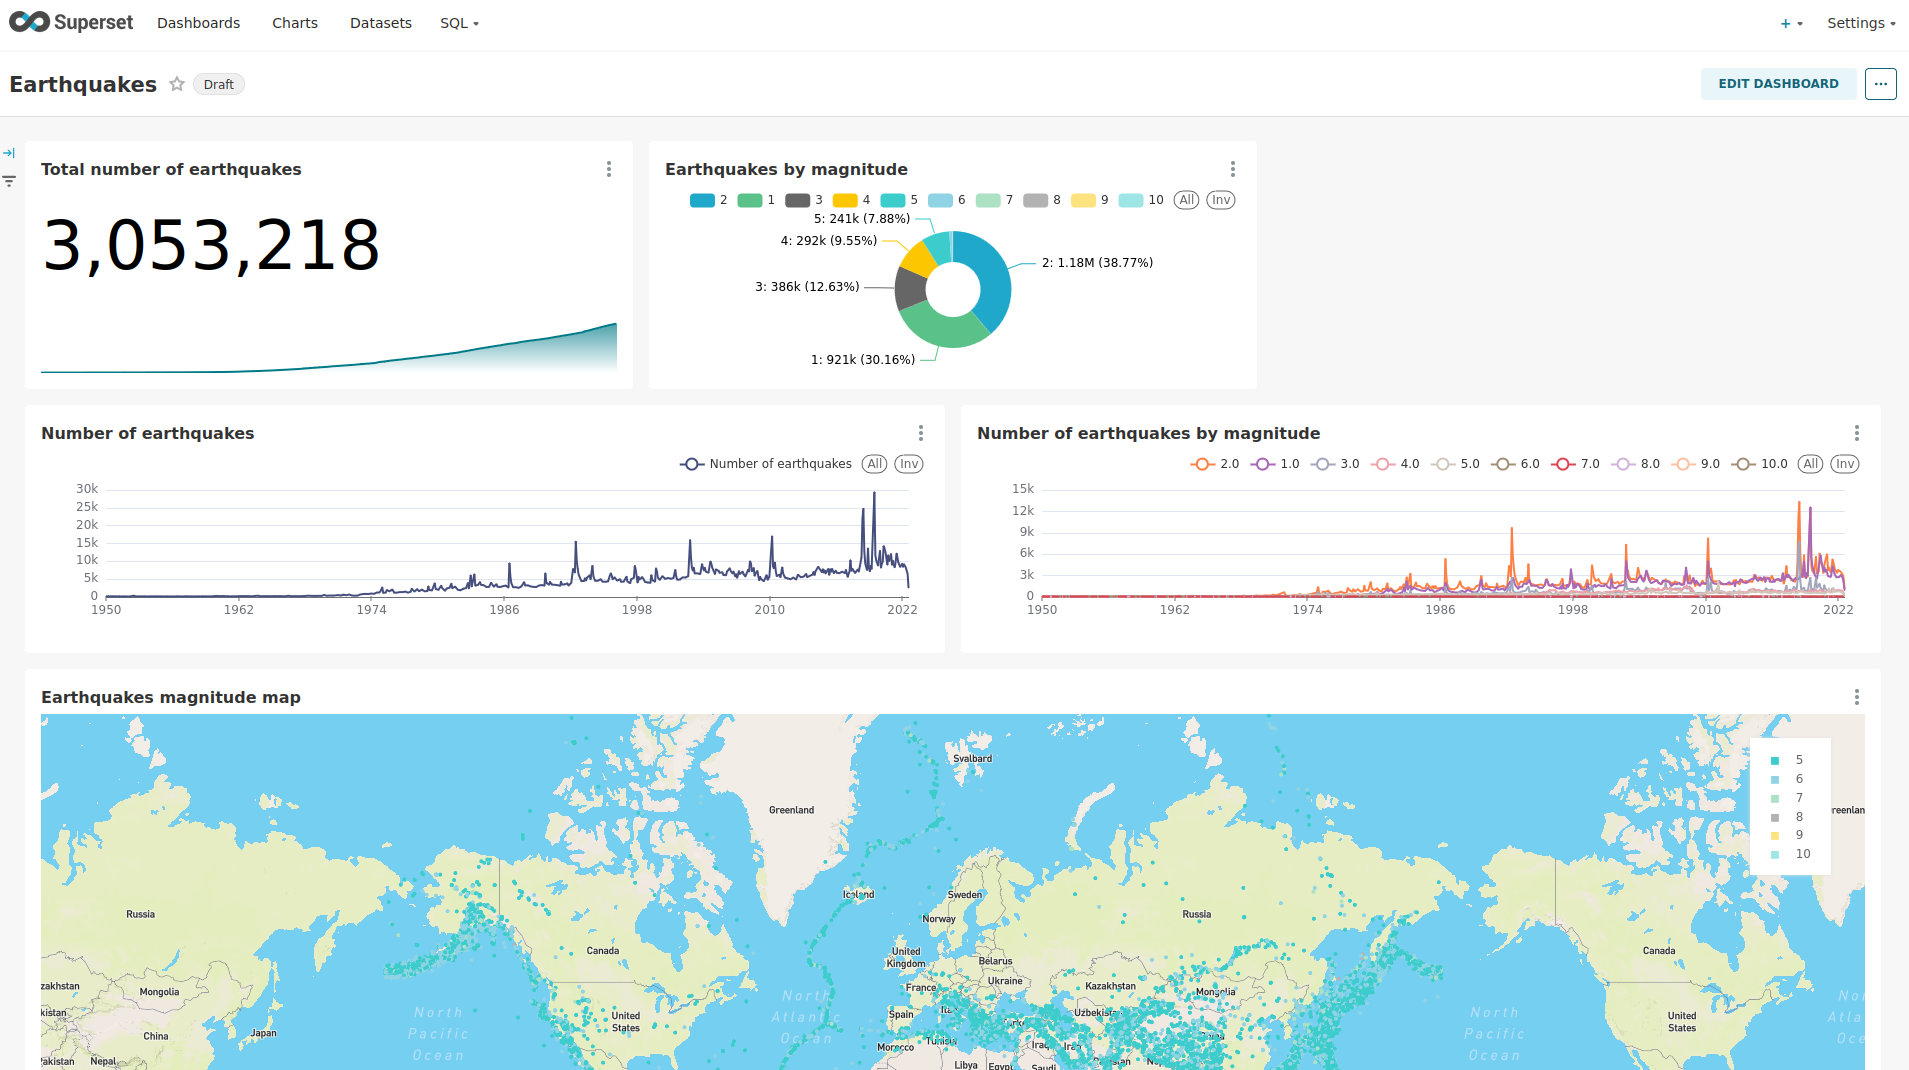 Superset Dashboards Charts Datasets SQL + Settings
Earthquakes Draft EDIT DASHBOARD ...
Total number of earthquakes
3,053,218
Earthquakes by magnitude
2 1 3 4 5 6 7 8 9 10 All Inv
5: 241k (7.88%)
4: 292k (9.55%)
2: 1.18M (38.77%)
3: 386k (12.63%)
1: 921k (30.16%)
Number of earthquakes
Number of earthquakes All Inv
30k
25k
20k
15k
10k
5k
0
1950 1962 1974 1986 1998 2010 2022
Number of earthquakes by magnitude
2.0 1.0 3.0 4.0 5.0 6.0 7.0 8.0 9.0 10.0 All Inv
15k
12k
9k
6k
3k
0
1950 1962 1974 1986 1998 2010 2022
Earthquakes magnitude map
5
6
7
8
9
10
Svalbard
Greenland
reenlan
Iceland
Sweden
Russia
Russia
Norway
Canada
United
Kingdom
Belarus
Canada
zakhstan
Mongolia
France
Ukraine
Kazakhstan
Mongolia
North
Pacific
Ocean
North
Atlantic
Ocean
North
Pacific
Ocean
Nor
Atla
Oce
kistan
China
Japan
United
States
Spain
Uzbekis
United
States
akistan
Nepal
Morocco
Tunis
Iraq
Iran
Libya
Egypt
Saudi